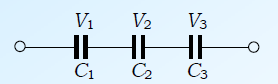 V₁ V₂ V₃
C₁ C₂ C₃